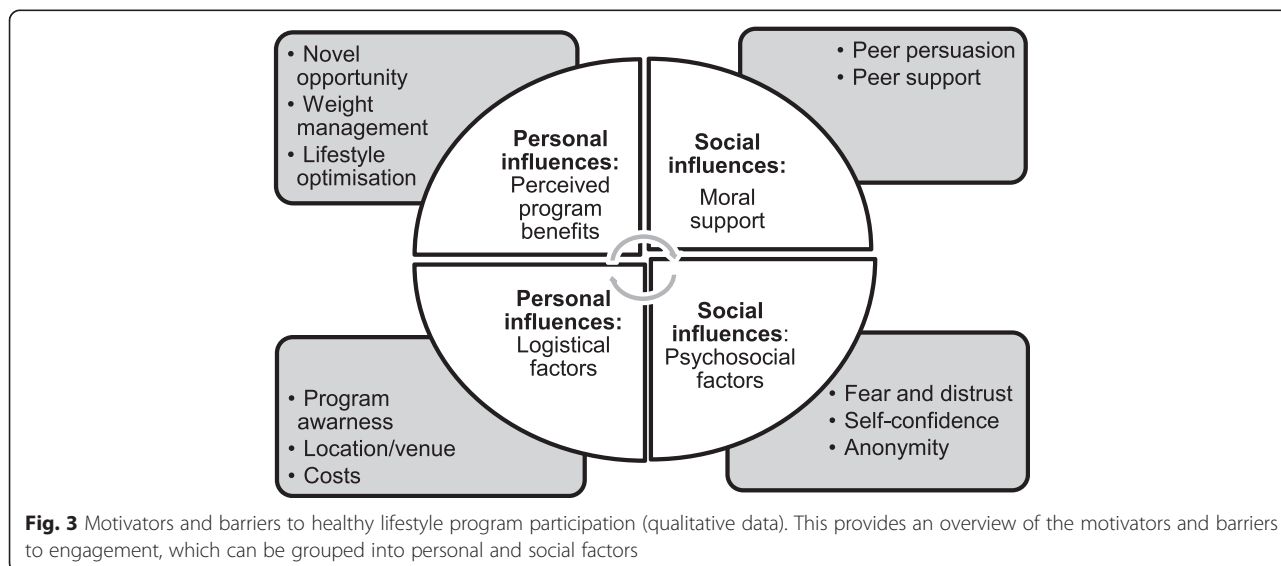 • Novel
opportunity
• Weight
management
• Lifestyle
optimisation
Personal
influences:
Perceived
program
benefits
Social
influences:
Moral
support
• Peer persuasion
• Peer support
Personal
influences:
Logistical
factors
• Program
awarness
• Location/venue
• Costs
Social
influences:
Psychosocial
factors
• Fear and distrust
• Self-confidence
• Anonymity
Fig. 3 Motivators and barriers to healthy lifestyle program participation (qualitative data). This provides an overview of the motivators and barriers
to engagement, which can be grouped into personal and social factors